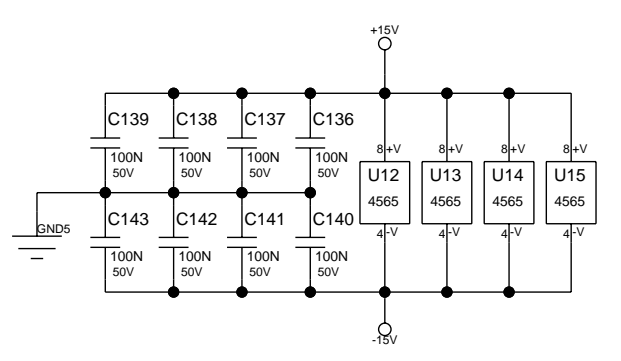 +15V
C139 C138 C137 C136
8 +V 8 +V 8 +V 8 +V
100N 100N 100N 100N
50V 50V 50V 50V
U12 U13 U14 U15
4565 4565 4565 4565
C143 C142 C141 C140
GND5
4 -V 4 -V 4 -V 4 -V
100N 100N 100N 100N
50V 50V 50V 50V
-15V